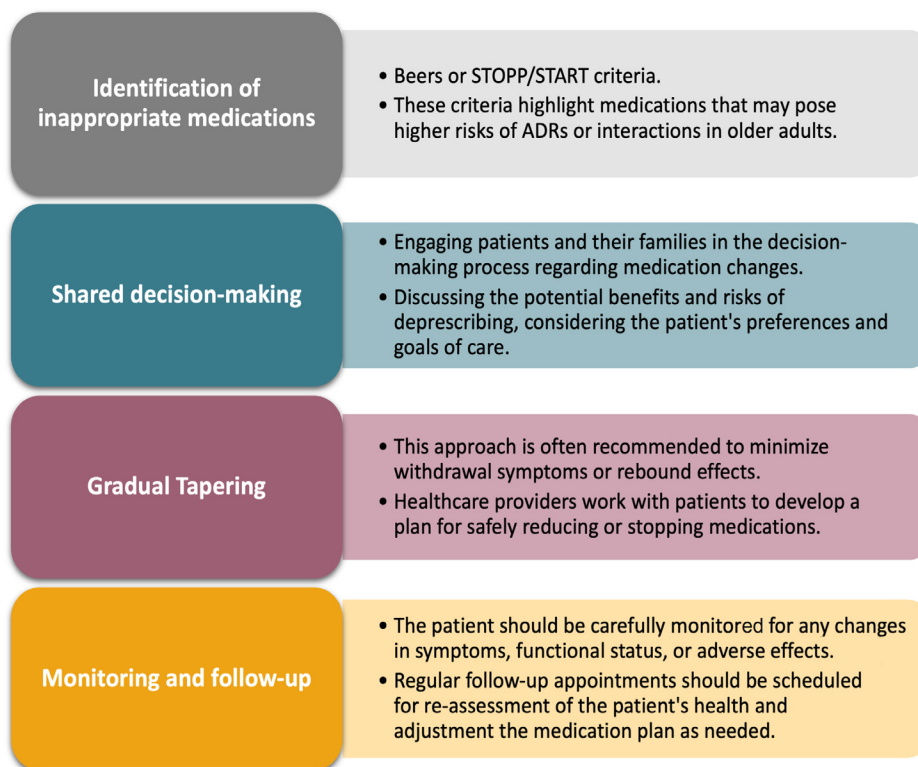 Identification of
inappropriate medications
• Beers or STOPP/START criteria.
• These criteria highlight medications that may pose
higher risks of ADRs or interactions in older adults.
Shared decision-making
• Engaging patients and their families in the decision-
making process regarding medication changes.
• Discussing the potential benefits and risks of
deprescribing, considering the patient's preferences and
goals of care.
Gradual Tapering
• This approach is often recommended to minimize
withdrawal symptoms or rebound effects.
• Healthcare providers work with patients to develop a
plan for safely reducing or stopping medications.
Monitoring and follow-up
• The patient should be carefully monitored for any changes
in symptoms, functional status, or adverse effects.
• Regular follow-up appointments should be scheduled
for re-assessment of the patient's health and
adjustment the medication plan as needed.